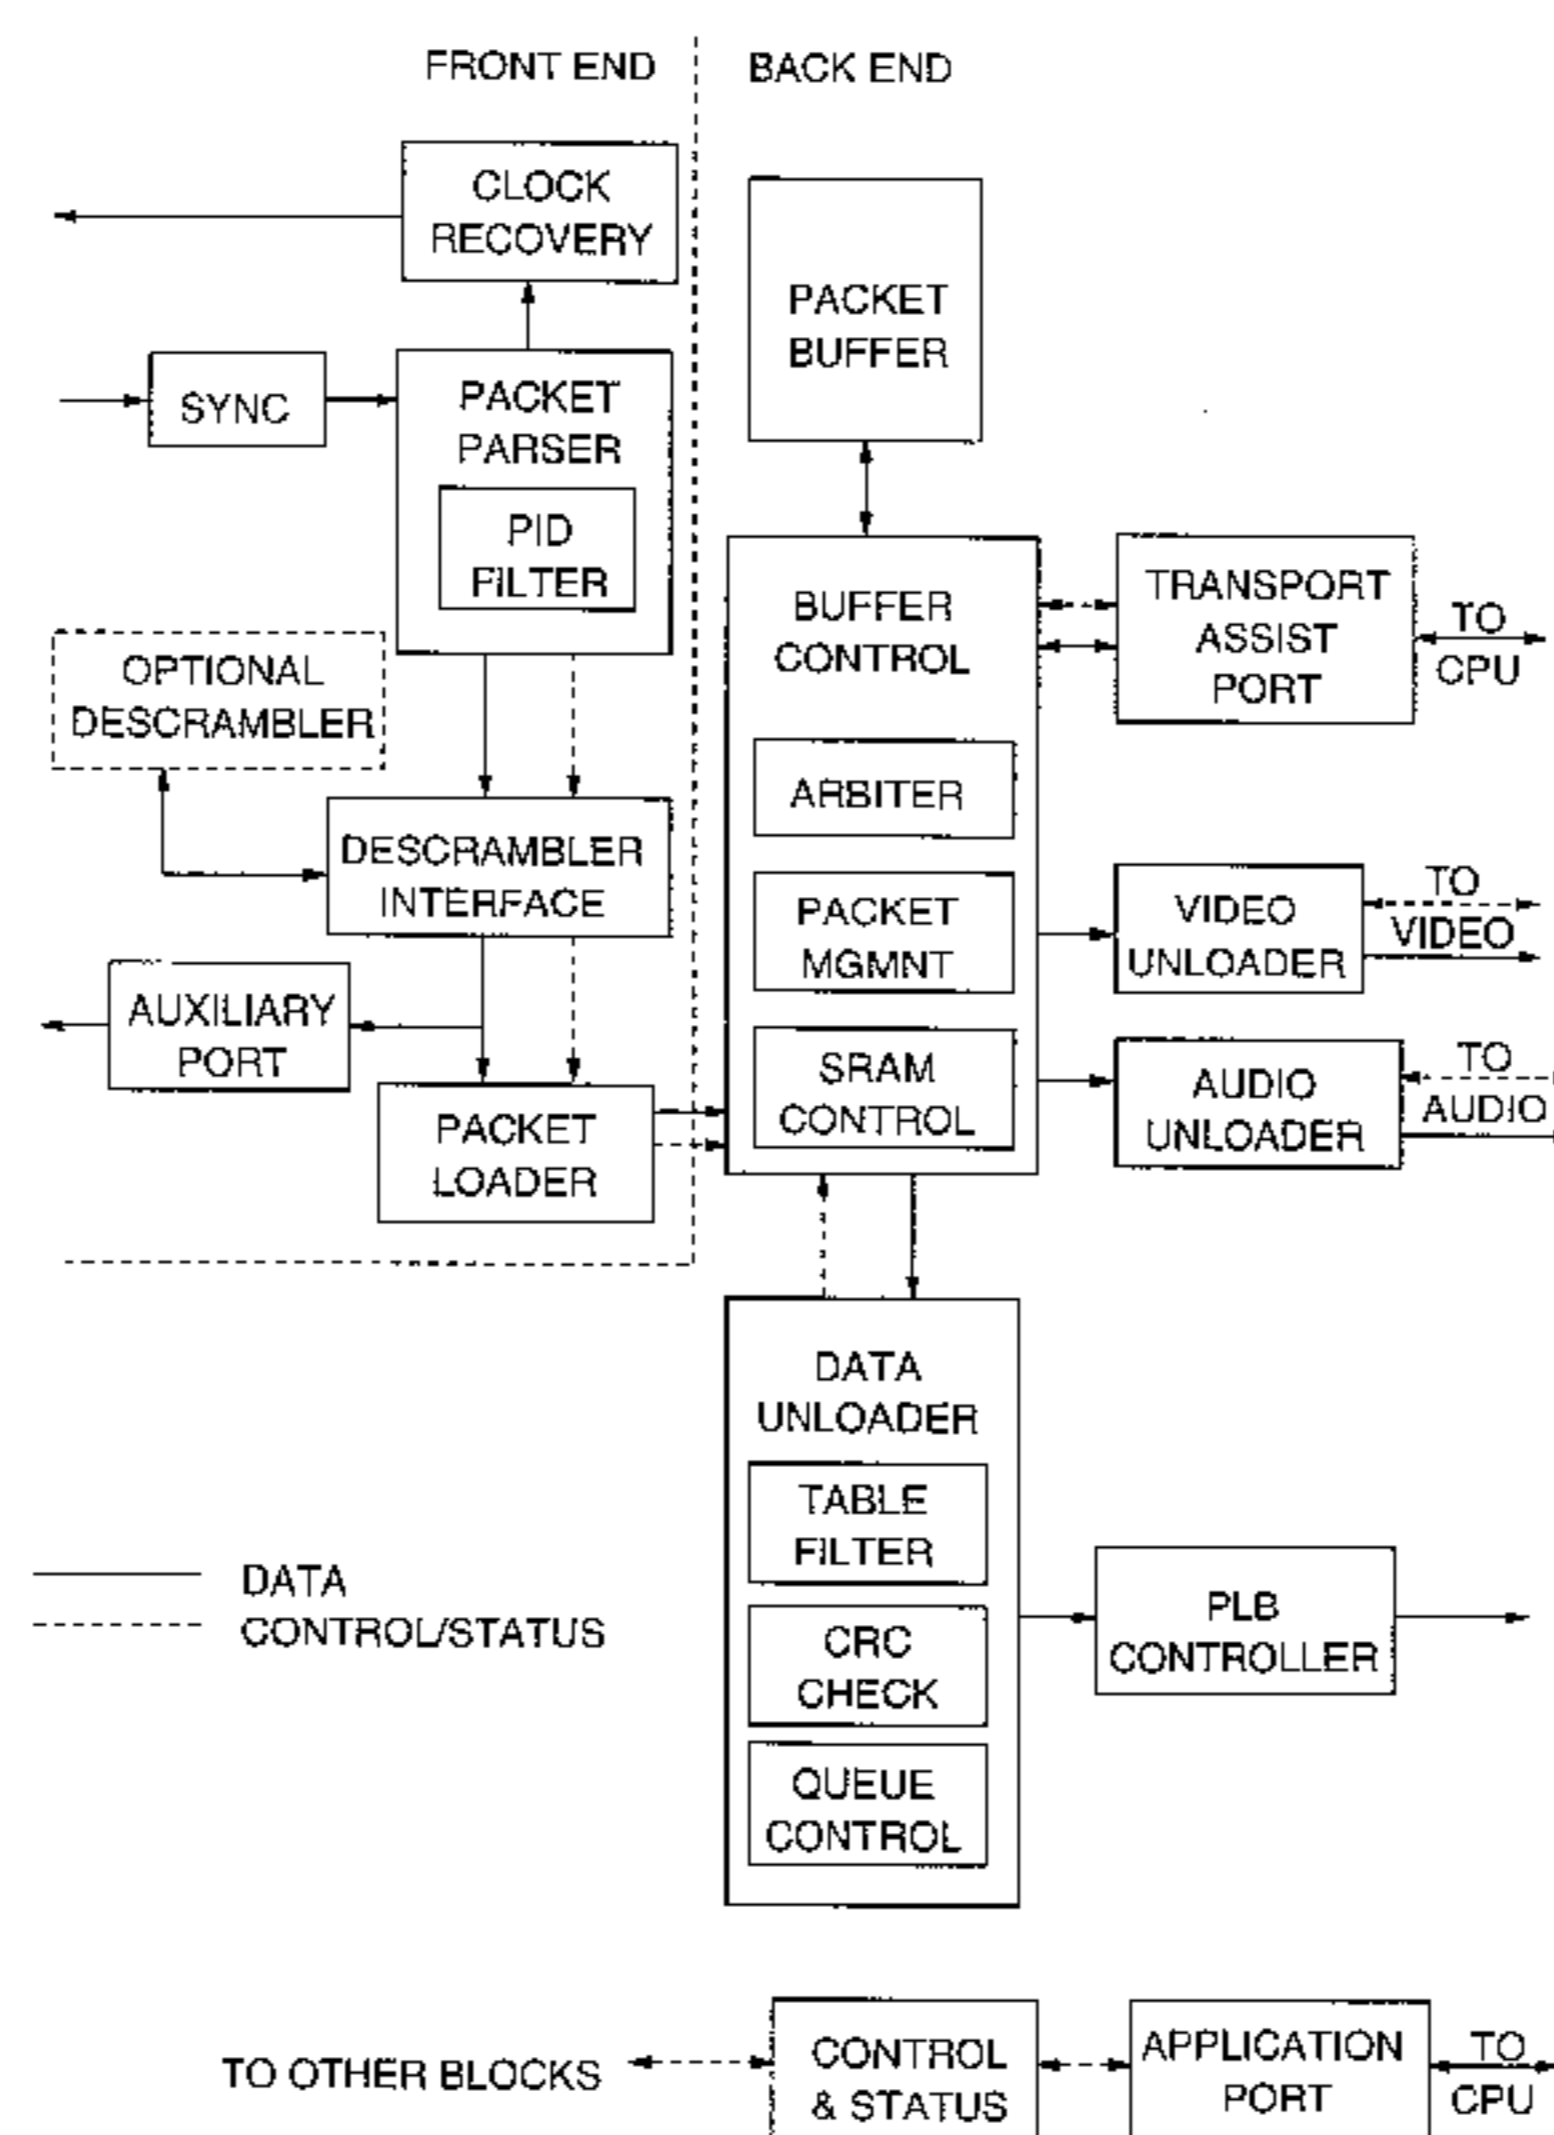 FRONT END
BACK END
CLOCK
RECOVERY
PACKET
BUFFER
SYNC
PACKET
PARSER
PID
FILTER
OPTIONAL
DESCRAMBLER
DESCRAMBLER
INTERFACE
AUXILIARY
PORT
PACKET
LOADER
BUFFER
CONTROL
ARBITER
PACKET
MGMNT
SRAM
CONTROL
TRANSPORT
ASSIST
PORT
TO
CPU
VIDEO
UNLOADER
TO
VIDEO
AUDIO
UNLOADER
TO
AUDIO
DATA
UNLOADER
TABLE
FILTER
CRC
CHECK
QUEUE
CONTROL
PLB
CONTROLLER
DATA
CONTROL/STATUS
TO OTHER BLOCKS
CONTROL
& STATUS
APPLICATION
PORT
TO
CPU